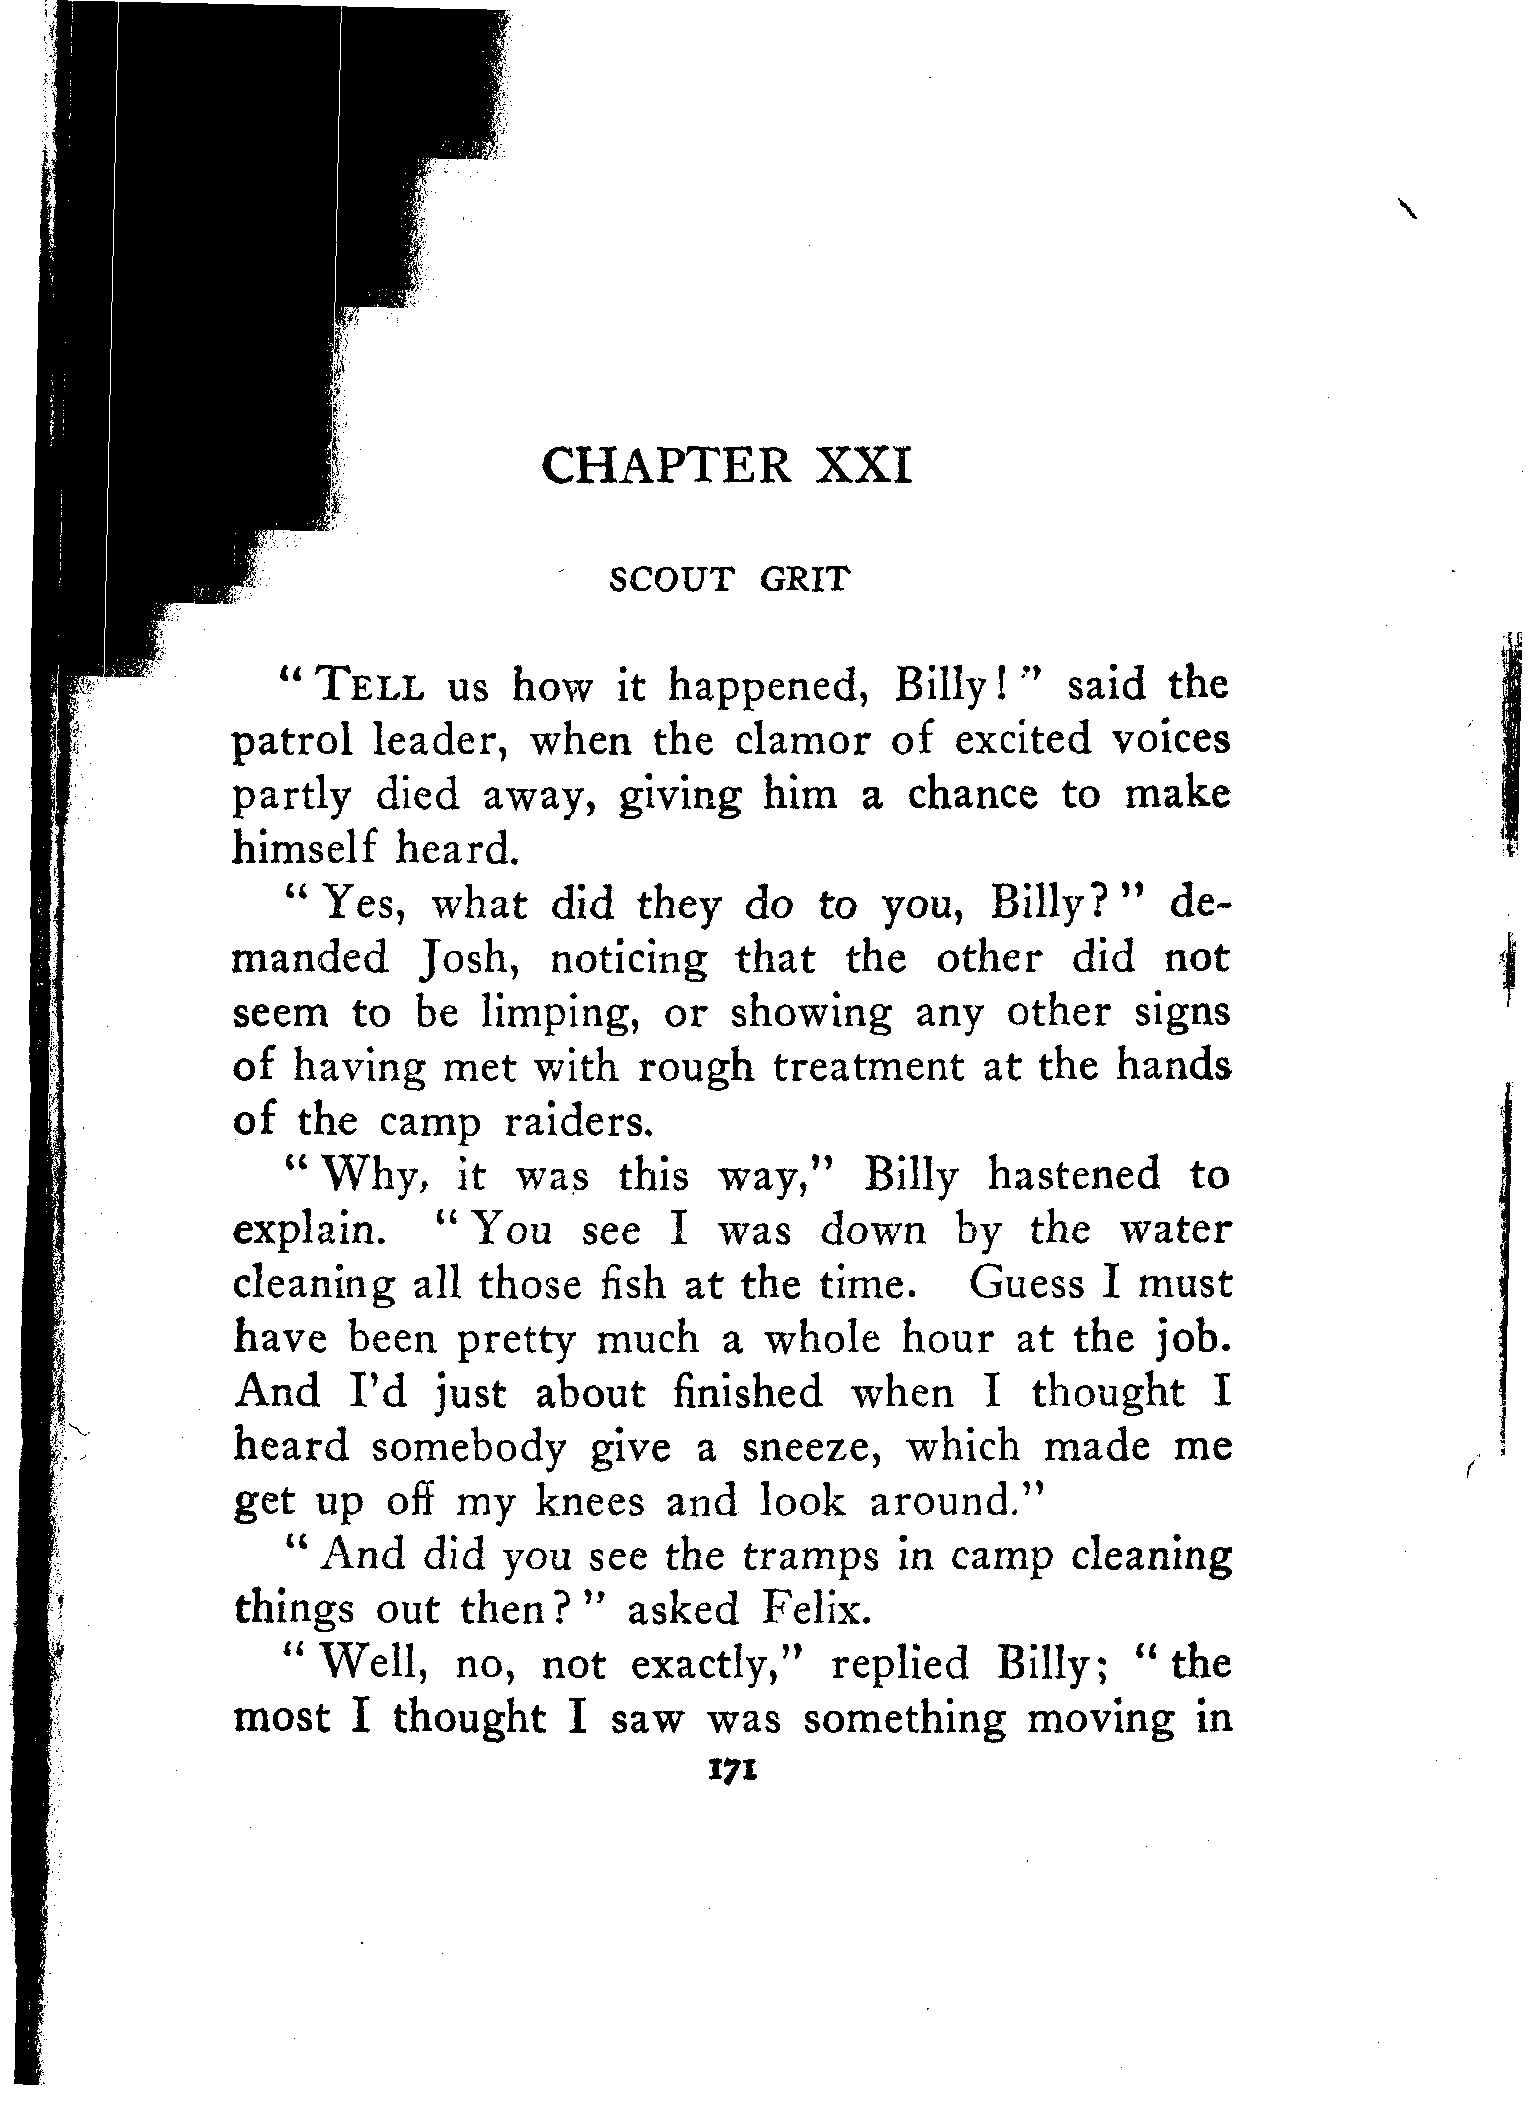 CHAPTER XXI
SCOUT GRIT
“ TELL us how it happened, Billy! ” said the
patrol leader, when the clamor of excited voices
partly died away, giving him a chance to make
himself heard.
“ Yes, what did they do to you, Billy? ” de-
manded Josh, noticing that the other did not
seem to be limping, or showing any other signs
of having met with rough treatment at the hands
of the camp raiders.
“ Why, it was this way,” Billy hastened to
explain. “ You see I was down by the water
cleaning all those fish at the time. Guess I must
have been pretty much a whole hour at the job.
And I’d just about finished when I thought I
heard somebody give a sneeze, which made me
get up off my knees and look around.”
“ And did you see the tramps in camp cleaning
things out then? ” asked Felix.
“ Well, no, not exactly,” replied Billy; “ the
most I thought I saw was something moving in
171